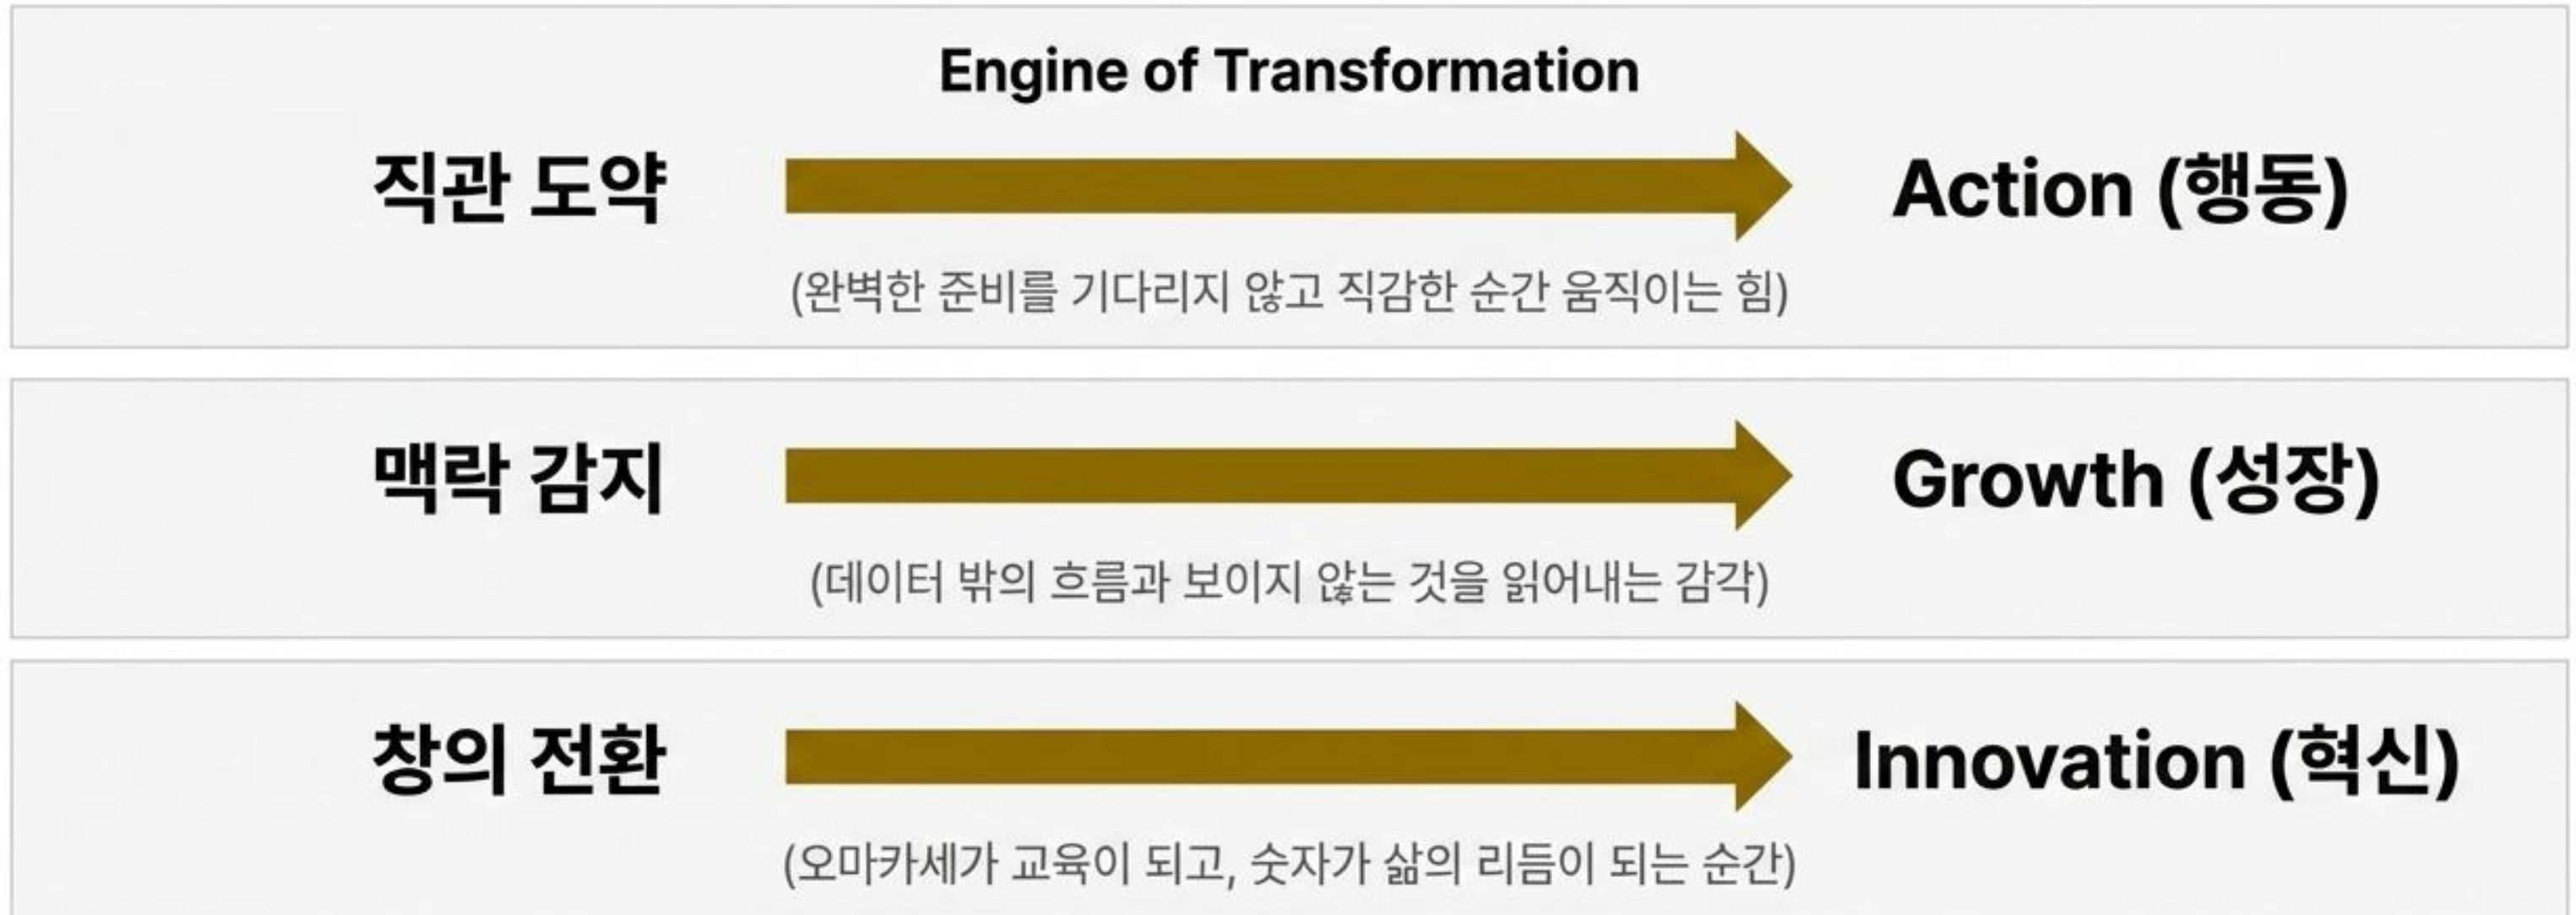 Engine of Transformation
직관 도약
Action (행동)
(완벽한 준비를 기다리지 않고 직감한 순간 움직이는 힘)
맥락 감지
Growth (성장)
(데이터 밖의 흐름과 보이지 않는 것을 읽어내는 감각)
창의 전환
Innovation (혁신)
(오마카세가 교육이 되고, 숫자가 삶의 리듬이 되는 순간)